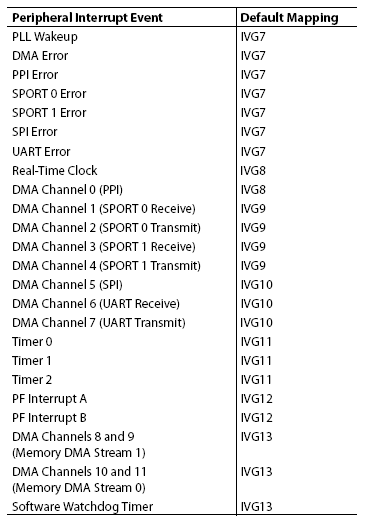 Peripheral Interrupt Event Default Mapping
PLL Wakeup IVG7
DMA Error IVG7
PPI Error IVG7
SPORT 0 Error IVG7
SPORT 1 Error IVG7
SPI Error IVG7
UART Error IVG7
Real-Time Clock IVG8
DMA Channel 0 (PPI) IVG8
DMA Channel 1 (SPORT 0 Receive) IVG9
DMA Channel 2 (SPORT 0 Transmit) IVG9
DMA Channel 3 (SPORT 1 Receive) IVG9
DMA Channel 4 (SPORT 1 Transmit) IVG9
DMA Channel 5 (SPI) IVG10
DMA Channel 6 (UART Receive) IVG10
DMA Channel 7 (UART Transmit) IVG10
Timer 0 IVG11
Timer 1 IVG11
Timer 2 IVG11
PF Interrupt A IVG12
PF Interrupt B IVG12
DMA Channels 8 and 9 IVG13
(Memory DMA Stream 1)
DMA Channels 10 and 11 IVG13
(Memory DMA Stream 0)
Software Watchdog Timer IVG13